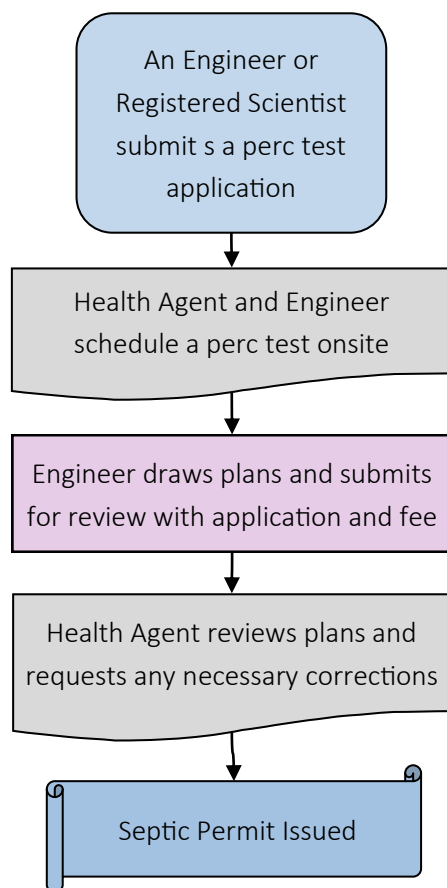 An Engineer or
Registered Scientist
submit s a perc test
application
Health Agent and Engineer
schedule a perc test onsite
Engineer draws plans and submits
for review with application and fee
Health Agent reviews plans and
requests any necessary corrections
Septic Permit Issued